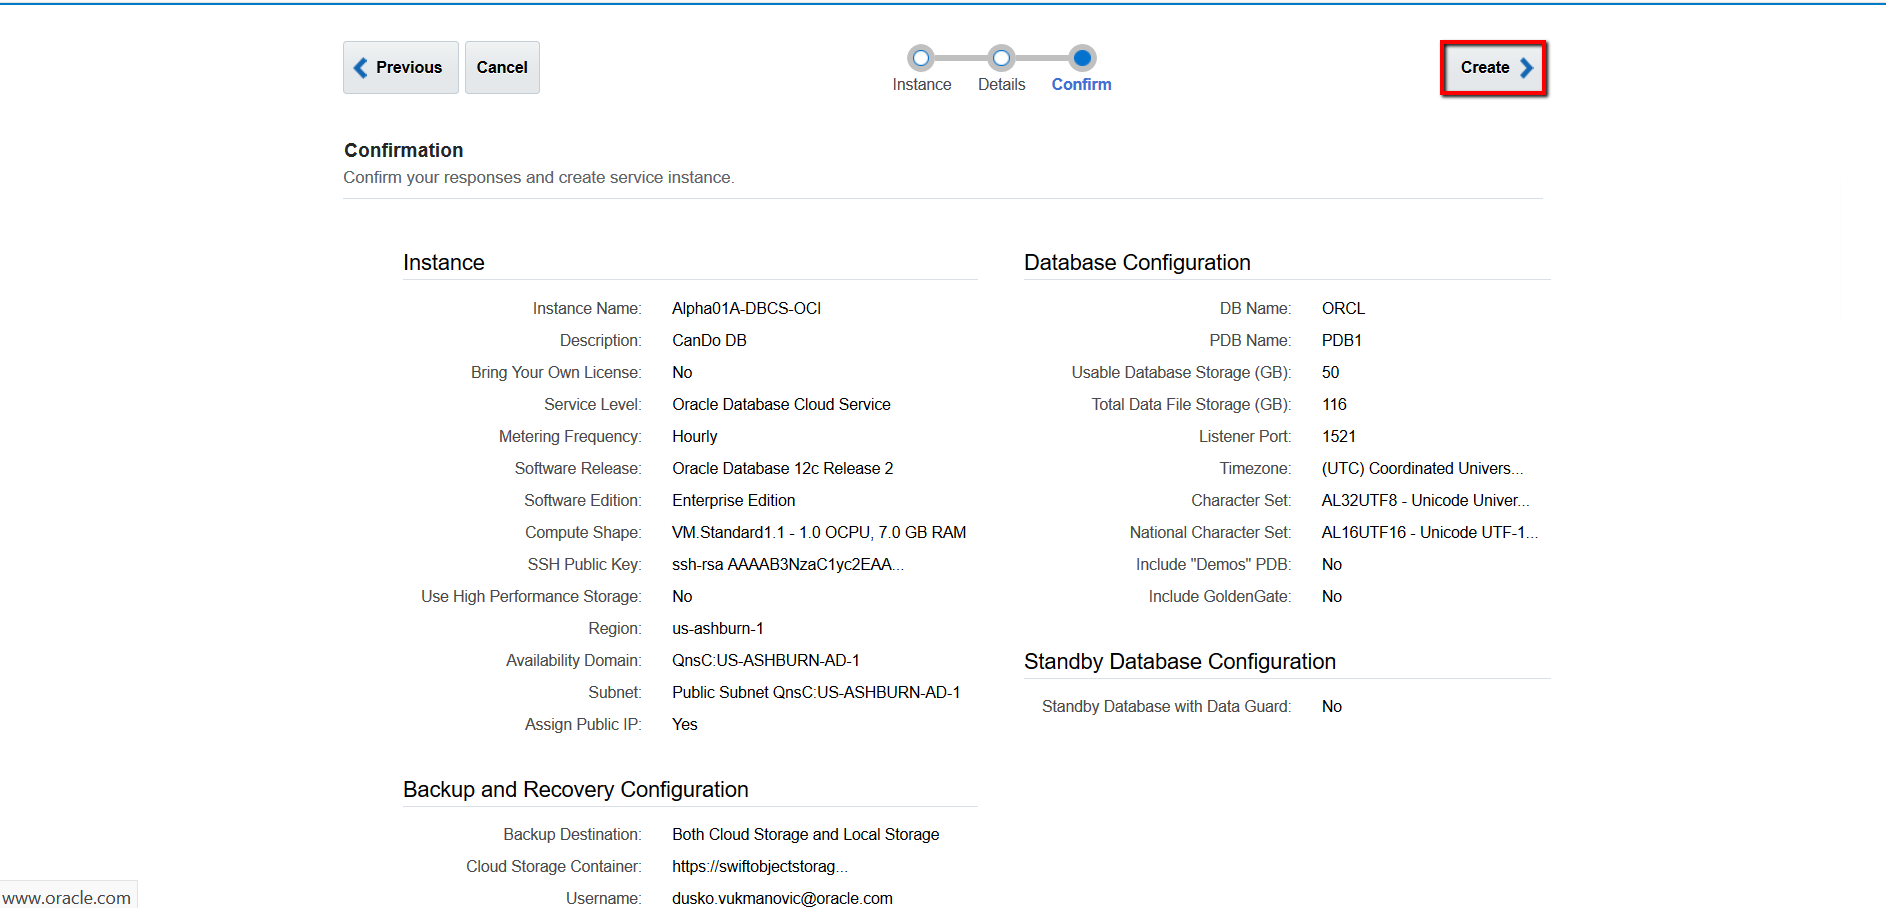 Previous
Cancel
Instance
Details
Confirm
Create
Confirmation
Confirm your responses and create service instance.
Instance
Instance Name: Alpha01A-DBCS-OCI
Description: CanDo DB
Bring Your Own License: No
Service Level: Oracle Database Cloud Service
Metering Frequency: Hourly
Software Release: Oracle Database 12c Release 2
Software Edition: Enterprise Edition
Compute Shape: VM.Standard1.1 - 1.0 OCPU, 7.0 GB RAM
SSH Public Key: ssh-rsa AAAAB3NzaC1yc2EAA...
Use High Performance Storage: No
Region: us-ashburn-1
Availability Domain: QnsC:US-ASHBURN-AD-1
Subnet: Public Subnet QnsC:US-ASHBURN-AD-1
Assign Public IP: Yes
Backup and Recovery Configuration
Backup Destination: Both Cloud Storage and Local Storage
Cloud Storage Container: https://swiftobjectstorag...
Username: dusko.vukmanovic@oracle.com
Database Configuration
DB Name: ORCL
PDB Name: PDB1
Usable Database Storage (GB): 50
Total Data File Storage (GB): 116
Listener Port: 1521
Timezone: (UTC) Coordinated Univers...
Character Set: AL32UTF8 - Unicode Univer...
National Character Set: AL16UTF16 - Unicode UTF-1...
Include "Demos" PDB: No
Include GoldenGate: No
Standby Database Configuration
Standby Database with Data Guard: No
www.oracle.com